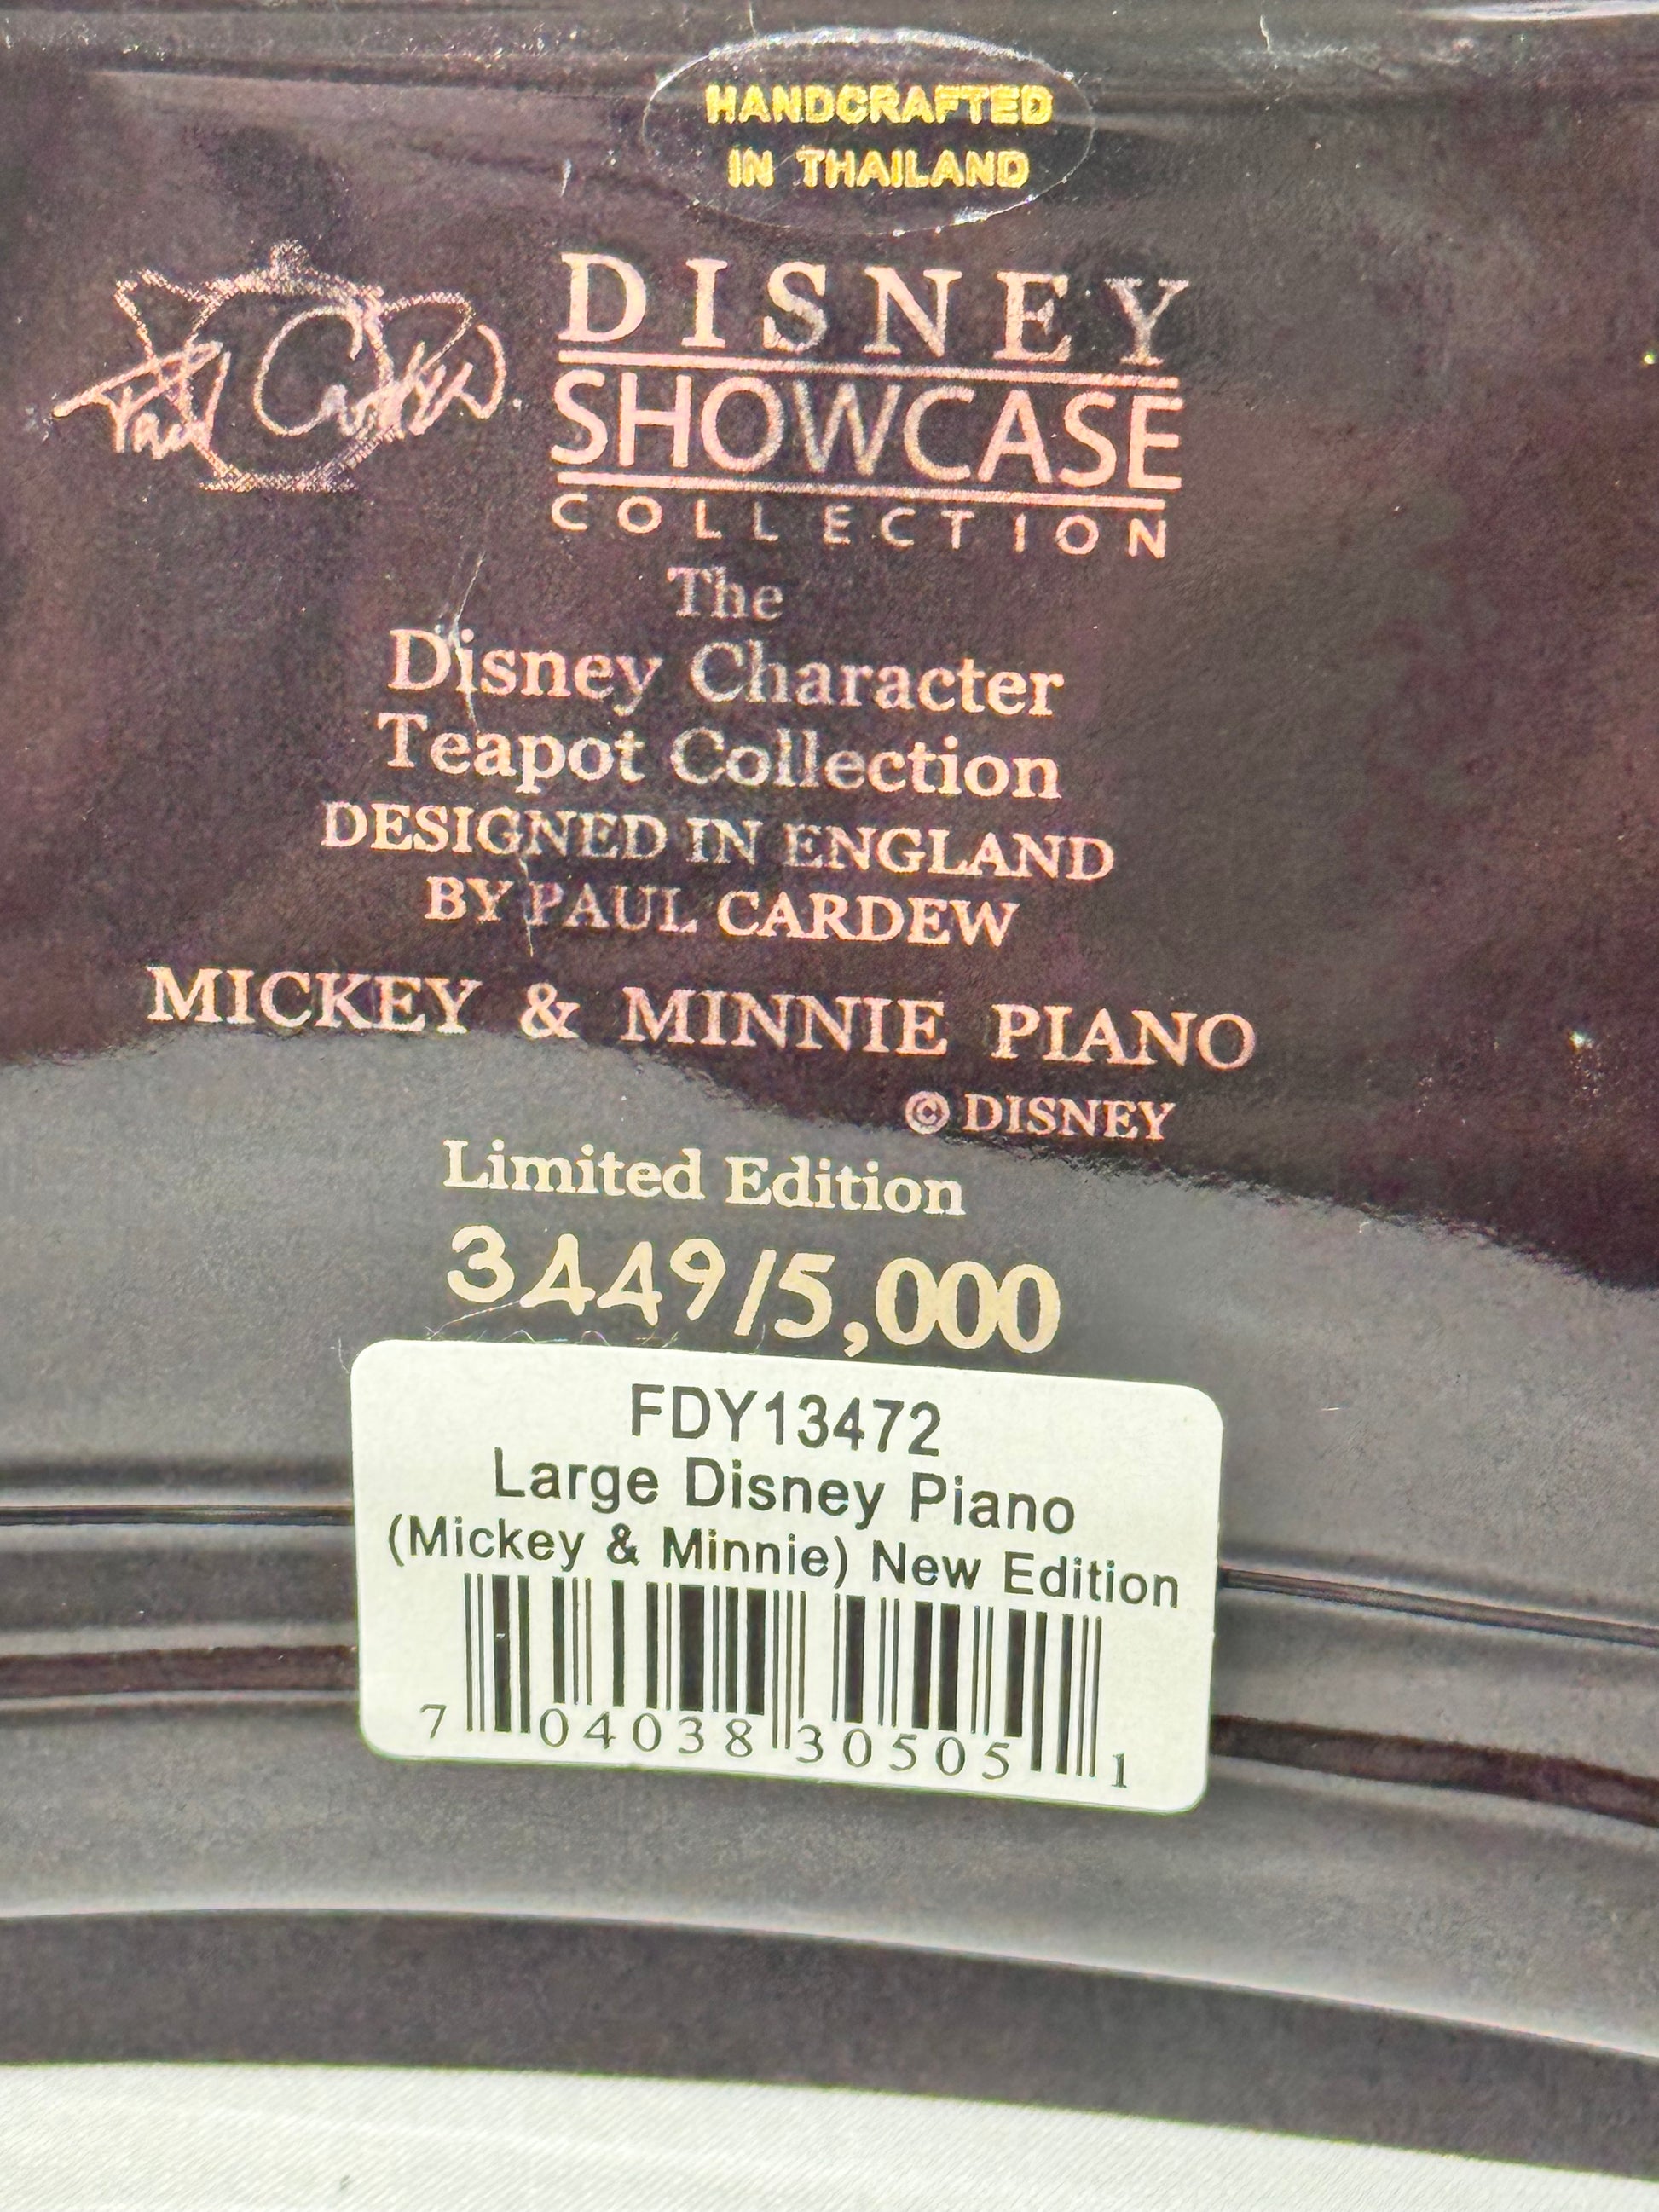 HANDCRAFTED
IN THAILAND
Paul Cardew
DISNEY
SHOWCASE
COLLECTION
The
Disney Character
Teapot Collection
DESIGNED IN ENGLAND
BY PAUL CARDEW
MICKEY & MINNIE PIANO
© DISNEY
Limited Edition
3449/5,000
FDY13472
Large Disney Piano
(Mickey & Minnie) New Edition
7 04038 30505 1